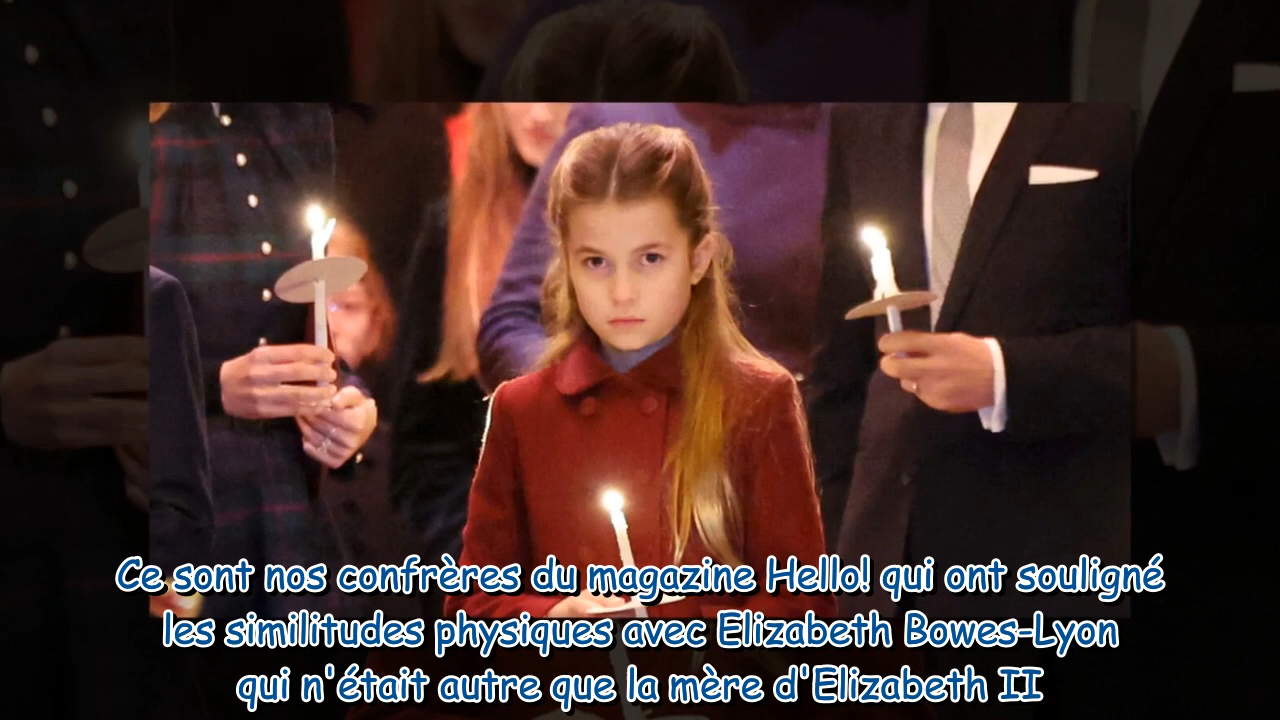 Ce sont nos confrères du magazine Hello! qui ont souligné
les similitudes physiques avec Elizabeth Bowes-Lyon
qui n'était autre que la mère d'Elizabeth II